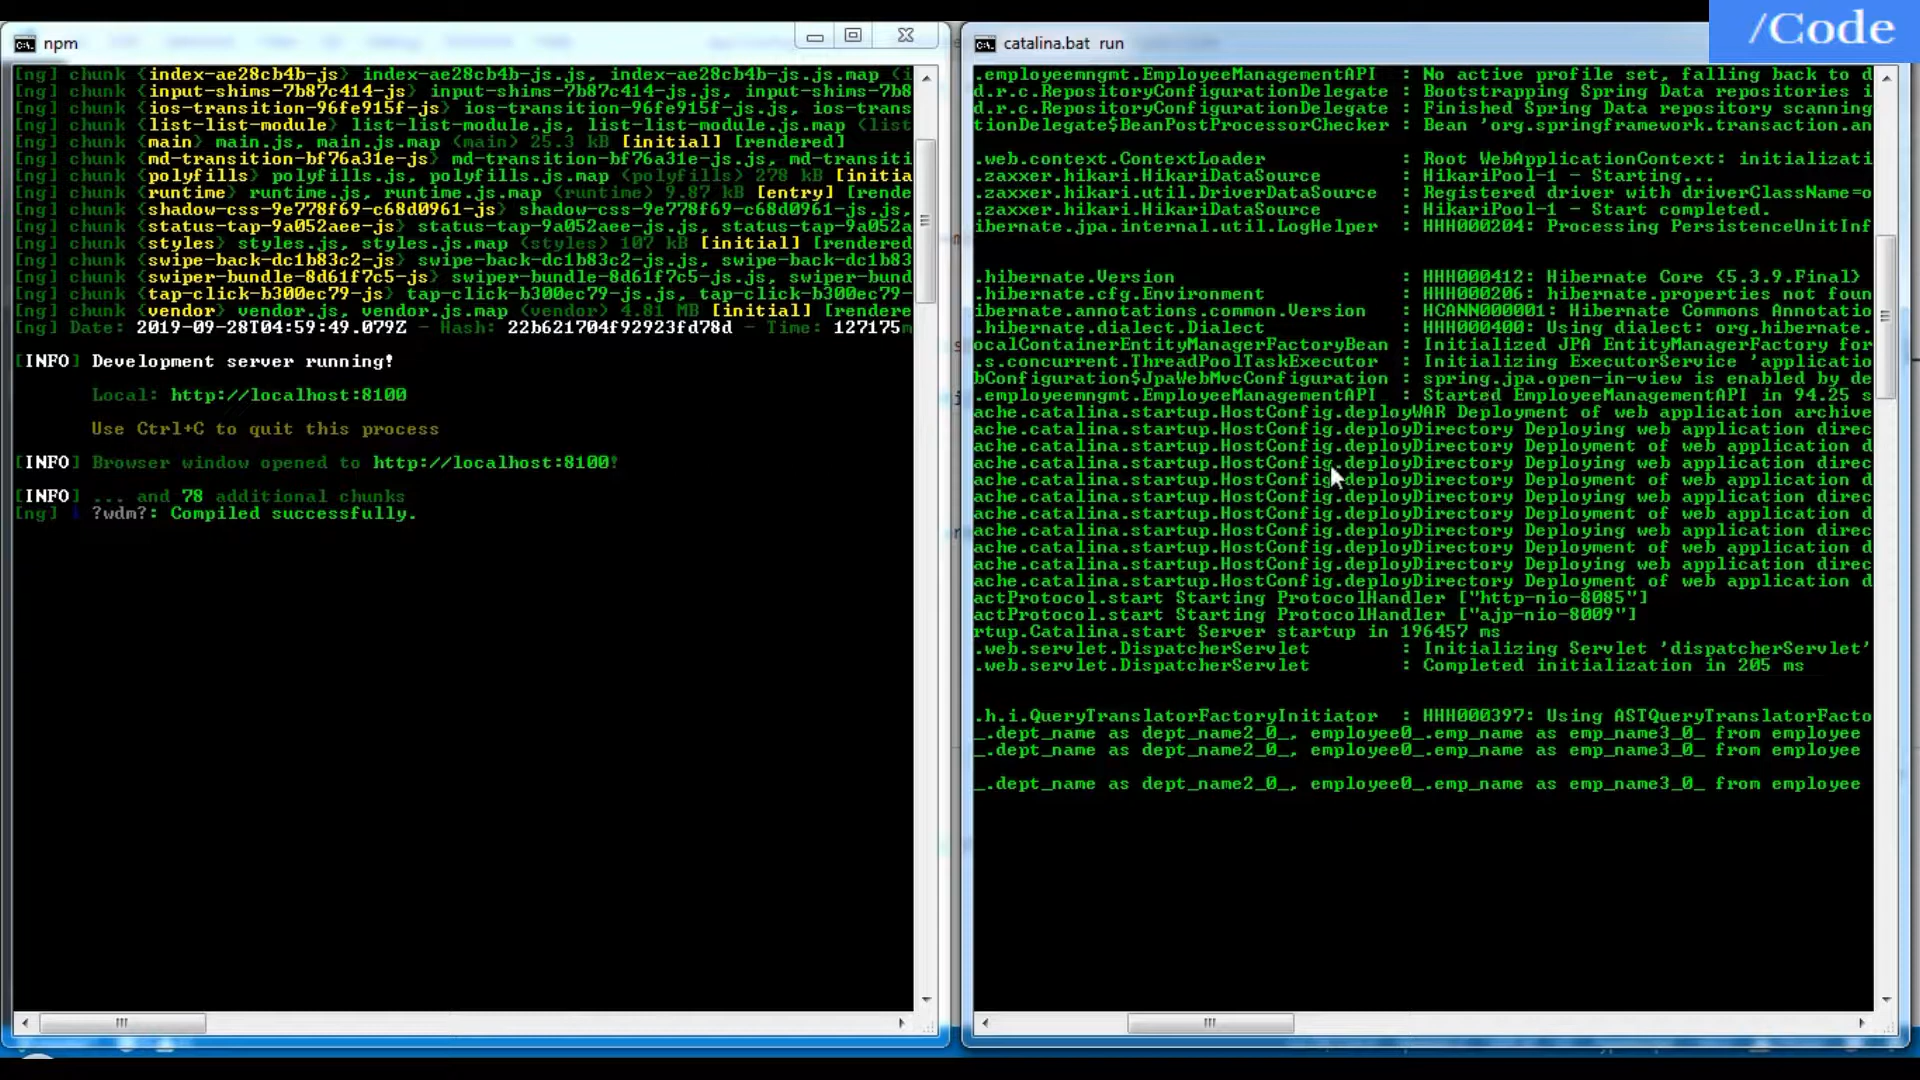 /Code
npm
[ng] chunk {index-ae28cb4b-js} index-ae28cb4b-js.js, index-ae28cb4b-js.js.map (i
[ng] chunk {input-shims-7b87c414-js} input-shims-7b87c414-js.js, input-shims-7b8
[ng] chunk {ios-transition-96fe915f-js} ios-transition-96fe915f-js.js, ios-trans
[ng] chunk {list-list-module} list-list-module.js, list-list-module.js.map (list
[ng] chunk {main} main.js, main.js.map (main) 25.3 kB [initial] [rendered]
[ng] chunk {md-transition-bf76a31e-js} md-transition-bf76a31e-js.js, md-transiti
[ng] chunk {polyfills} polyfills.js, polyfills.js.map (polyfills) 278 kB [initia
[ng] chunk {runtime} runtime.js, runtime.js.map (runtime) 9.87 kB [entry] [rende
[ng] chunk {shadow-css-9e778f69-c68d0961-js} shadow-css-9e778f69-c68d0961-js.js,
[ng] chunk {status-tap-9a052aee-js} status-tap-9a052aee-js.js, status-tap-9a052a
[ng] chunk {styles} styles.js, styles.js.map (styles) 107 kB [initial] [rendered
[ng] chunk {swipe-back-dc1b83c2-js} swipe-back-dc1b83c2-js.js, swipe-back-dc1b83
[ng] chunk {swiper-bundle-8d61f7c5-js} swiper-bundle-8d61f7c5-js.js, swiper-bund
[ng] chunk {tap-click-b300ec79-js} tap-click-b300ec79-js.js, tap-click-b300ec79-
[ng] chunk {vendor} vendor.js, vendor.js.map (vendor) 4.81 MB [initial] [rendered]
[ng] Date: 2019-09-28T04:59:49.079Z - Hash: 22b621704f92923fd78d - Time: 127175m
[INFO] Development server running!
Local: http://localhost:8100
Use Ctrl+C to quit this process
[INFO] Browser window opened to http://localhost:8100!
[INFO] ... and 78 additional chunks
[ng] i ?wdm?: Compiled successfully.
catalina.bat run
.employeemngmt.EmployeeManagementAPI : No active profile set, falling back to d
d.r.c.RepositoryConfigurationDelegate : Bootstrapping Spring Data repositories i
d.r.c.RepositoryConfigurationDelegate : Finished Spring Data repository scanning
tionDelegate$BeanPostProcessorChecker : Bean 'org.springframework.transaction.an
.web.context.ContextLoader : Root WebApplicationContext: initializati
.zaxxer.hikari.HikariDataSource : HikariPool-1 - Starting...
.zaxxer.hikari.util.DriverDataSource : Registered driver with driverClassName=o
.zaxxer.hikari.HikariDataSource : HikariPool-1 - Start completed.
ibernate.jpa.internal.util.LogHelper : HHH000204: Processing PersistenceUnitInf
.hibernate.Version : HHH000412: Hibernate Core {5.3.9.Final}
.hibernate.cfg.Environment : HHH000206: hibernate.properties not foun
ibernate.annotations.common.Version : HCANN000001: Hibernate Commons Annotatio
.hibernate.dialect.Dialect : HHH000400: Using dialect: org.hibernate.
ocalContainerEntityManagerFactoryBean : Initialized JPA EntityManagerFactory for
.s.concurrent.ThreadPoolTaskExecutor : Initializing ExecutorService 'applicatio
bConfiguration$JpaWebMvcConfiguration : spring.jpa.open-in-view is enabled by de
.employeemngmt.EmployeeManagementAPI : Started EmployeeManagementAPI in 94.25 s
ache.catalina.startup.HostConfig.deployWAR Deployment of web application archive
ache.catalina.startup.HostConfig.deployDirectory Deploying web application direc
ache.catalina.startup.HostConfig.deployDirectory Deployment of web application d
ache.catalina.startup.HostConfig.deployDirectory Deploying web application direc
ache.catalina.startup.HostConfig.deployDirectory Deployment of web application d
ache.catalina.startup.HostConfig.deployDirectory Deploying web application direc
ache.catalina.startup.HostConfig.deployDirectory Deployment of web application d
ache.catalina.startup.HostConfig.deployDirectory Deploying web application direc
ache.catalina.startup.HostConfig.deployDirectory Deployment of web application d
ache.catalina.startup.HostConfig.deployDirectory Deploying web application direc
ache.catalina.startup.HostConfig.deployDirectory Deployment of web application d
actProtocol.start Starting ProtocolHandler ["http-nio-8085"]
actProtocol.start Starting ProtocolHandler ["ajp-nio-8009"]
rtup.Catalina.start Server startup in 196457 ms
.web.servlet.DispatcherServlet : Initializing Servlet 'dispatcherServlet'
.web.servlet.DispatcherServlet : Completed initialization in 205 ms
.h.i.QueryTranslatorFactoryInitiator : HHH000397: Using ASTQueryTranslatorFacto
_.dept_name as dept_name2_0_, employee0_.emp_name as emp_name3_0_ from employee
_.dept_name as dept_name2_0_, employee0_.emp_name as emp_name3_0_ from employee
_.dept_name as dept_name2_0_, employee0_.emp_name as emp_name3_0_ from employee